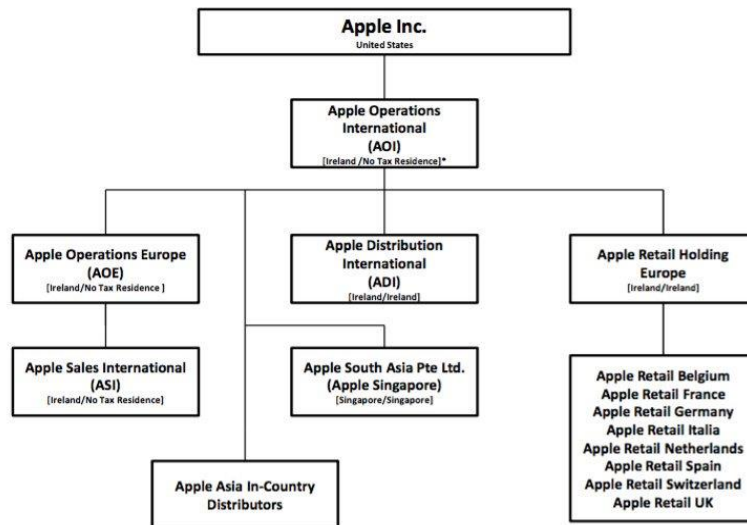 Apple Inc.
United States
Apple Operations
International
(AOI)
[Ireland /No Tax Residence]*
Apple Operations Europe
(AOE)
[Ireland/No Tax Residence ]
Apple Distribution
International
(ADI)
[Ireland/Ireland]
Apple Retail Holding
Europe
[Ireland/Ireland]
Apple Sales International
(ASI)
[Ireland/No Tax Residence]
Apple South Asia Pte Ltd.
(Apple Singapore)
[Singapore/Singapore]
Apple Retail Belgium
Apple Retail France
Apple Retail Germany
Apple Retail Italia
Apple Retail Netherlands
Apple Retail Spain
Apple Retail Switzerland
Apple Retail UK
Apple Asia In-Country
Distributors